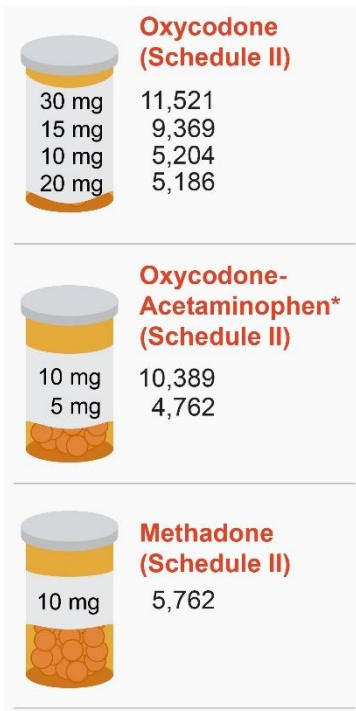 Oxycodone
(Schedule II)
30 mg 11,521
15 mg 9,369
10 mg 5,204
20 mg 5,186
Oxycodone-
Acetaminophen*
(Schedule II)
10 mg 10,389
5 mg 4,762
Methadone
(Schedule II)
10 mg 5,762